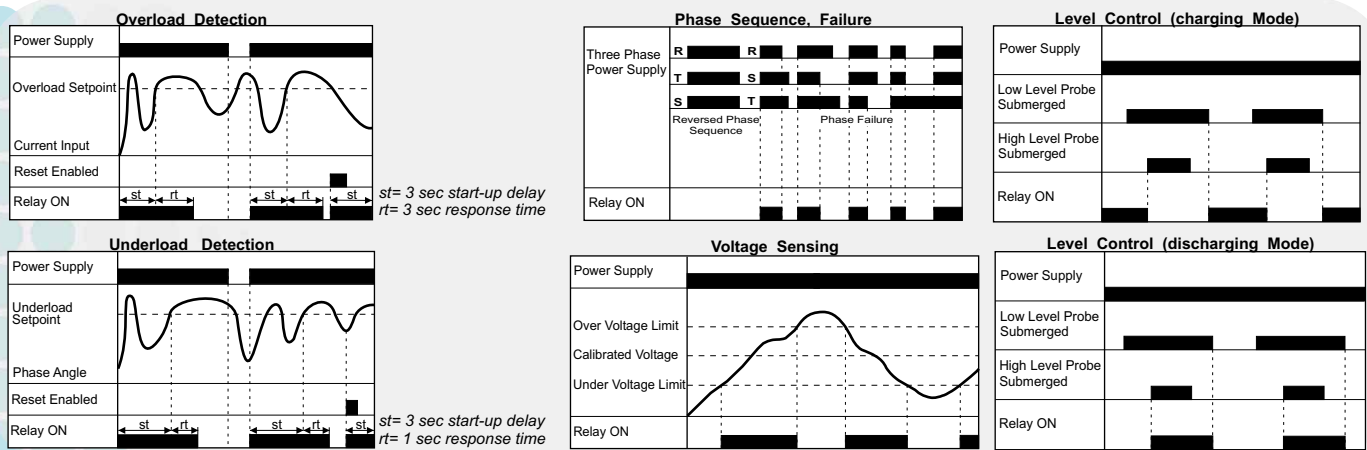 Overload Detection
Power Supply
Overload Setpoint
Current Input
Reset Enabled
Relay ON
st rt st rt st
st= 3 sec start-up delay
rt= 3 sec response time
Phase Sequence, Failure
Three Phase
Power Supply
R R
T S
S T
Reversed Phase
Sequence
Phase Failure
Relay ON
Level Control (charging Mode)
Power Supply
Low Level Probe
Submerged
High Level Probe
Submerged
Relay ON
Underload Detection
Power Supply
Underload
Setpoint
Phase Angle
Reset Enabled
Relay ON
st rt st rt st
st= 3 sec start-up delay
rt= 1 sec response time
Voltage Sensing
Power Supply
Over Voltage Limit
Calibrated Voltage
Under Voltage Limit
Relay ON
Level Control (discharging Mode)
Power Supply
Low Level Probe
Submerged
High Level Probe
Submerged
Relay ON